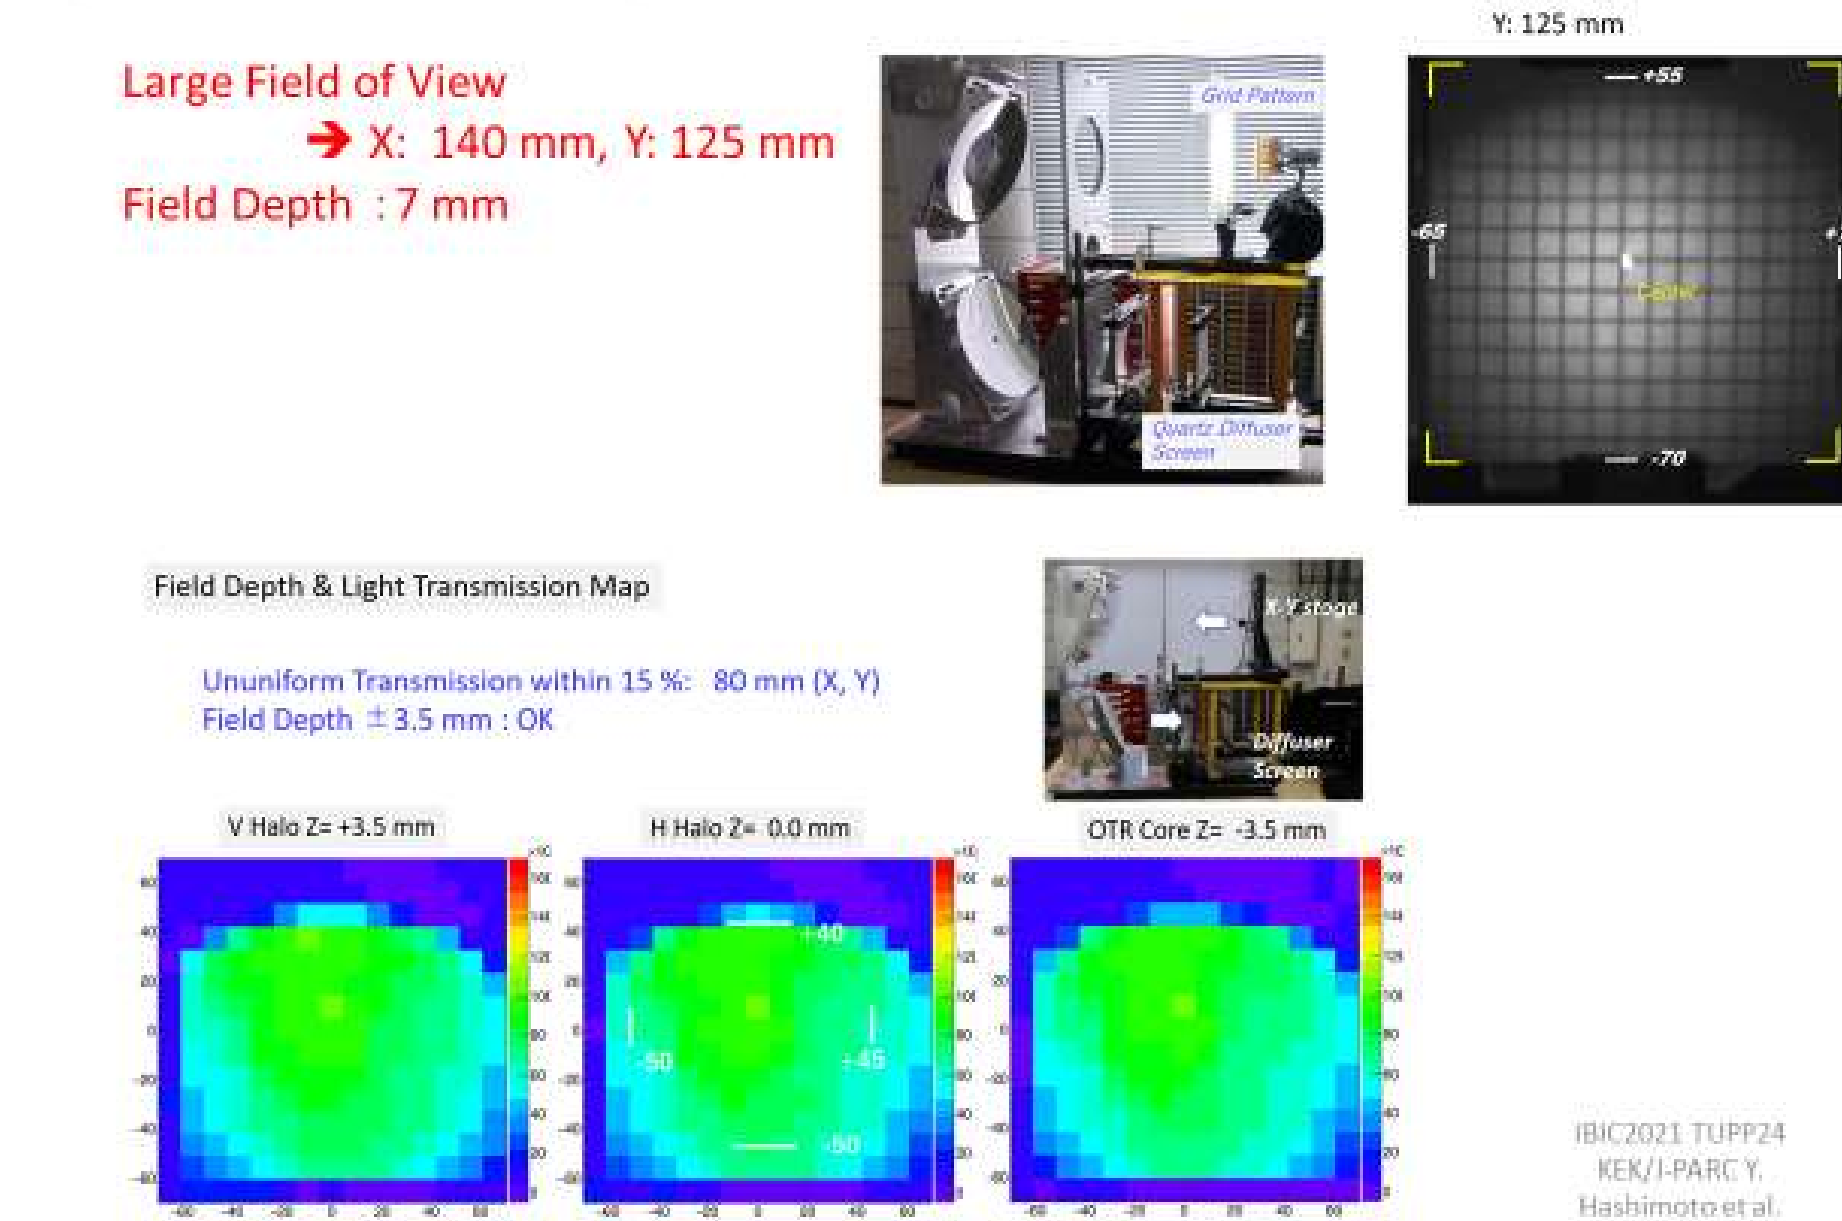 Y: 125 mm
Large Field of View
➔ X: 140 mm, Y: 125 mm
Field Depth : 7 mm
Grid Pattern
Quartz Diffuser
Screen
+55
-65
Center
-70
Field Depth & Light Transmission Map
Ununiform Transmission within 15 %: 80 mm (X, Y)
Field Depth ±3.5 mm : OK
X-Y stage
Diffuser
Screen
V Halo Z= +3.5 mm
H Halo Z= 0.0 mm
OTR Core Z= -3.5 mm
+40
-50
+45
-50
IBIC2021 TUPP24
KEK/J-PARC Y.
Hashimoto et al.